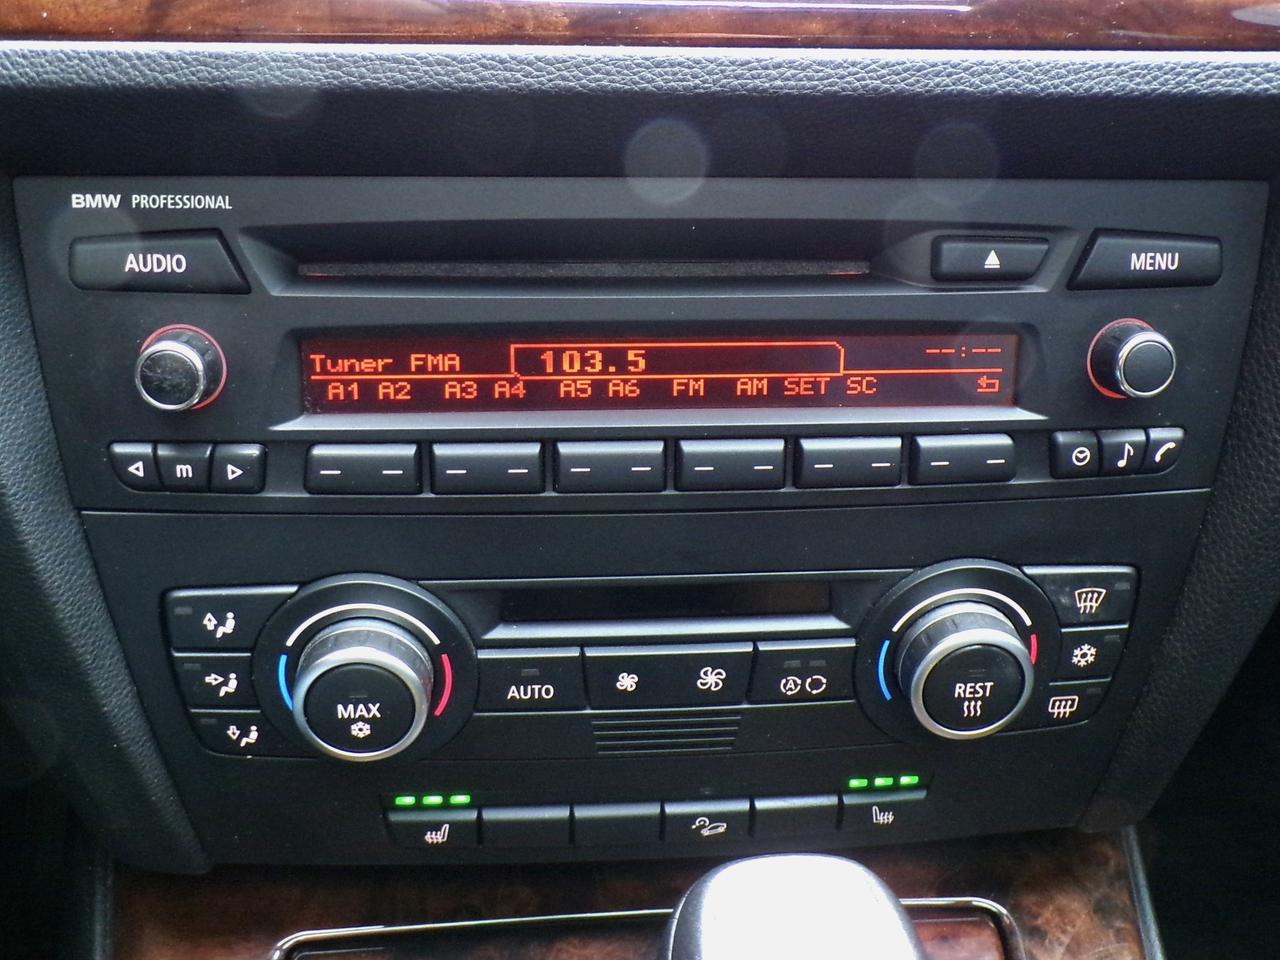 BMW PROFESSIONAL
AUDIO
MENU
Tuner FMA 103.5 --:--
A1 A2 A3 A4 A5 A6 FM AM SET SC
m
AUTO
A
MAX
REST